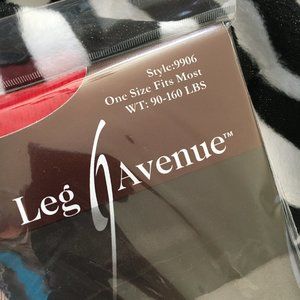 Style:9906
One Size Fits Most
WT: 90-160 LBS
Leg Avenue™